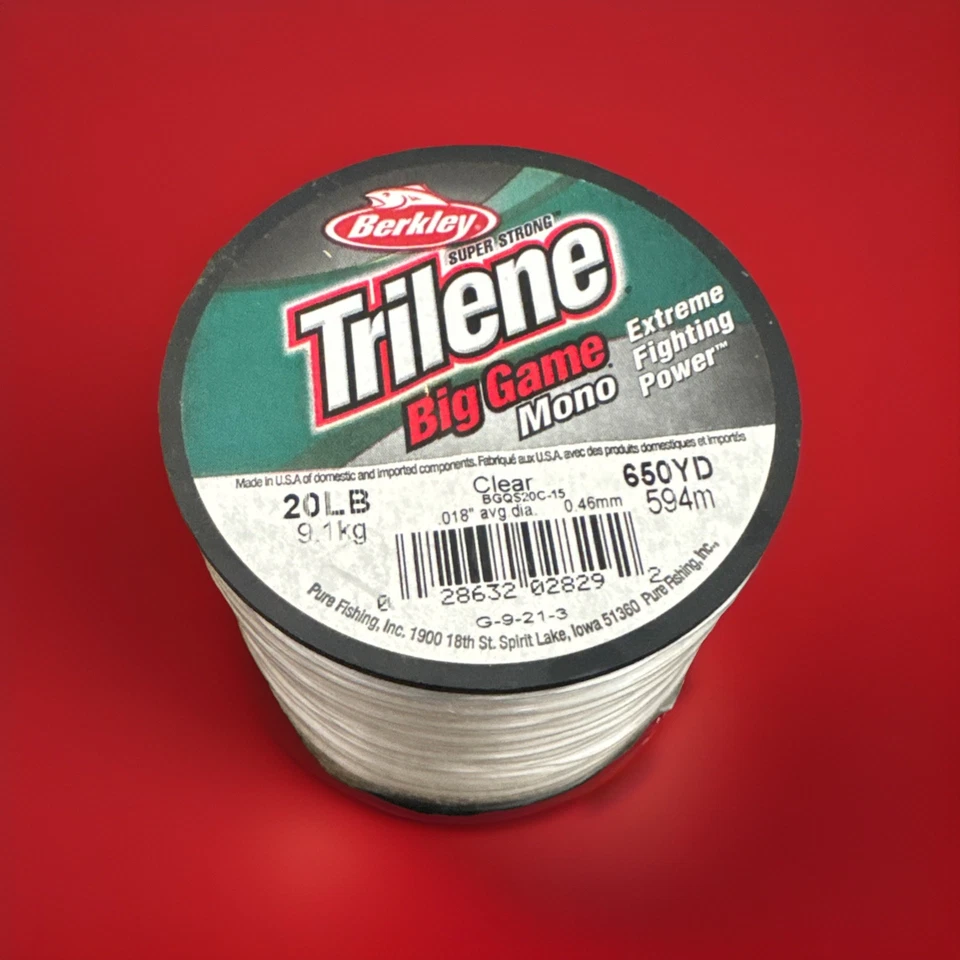 Berkley®
SUPER STRONG™
Trilene®
Big Game®
Mono
Extreme
Fighting
Power™
Made in U.S.A of domestic and imported components. Fabriqué aux U.S.A. avec des produits domestiques et importés
20LB
9.1kg
Clear
BGQS20C-15
.018" avg dia. 0.46mm
650YD
594m
0 28632 02829 2
G-9-21-3
Pure Fishing, Inc. 1900 18th St. Spirit Lake, Iowa 51360 Pure Fishing, Inc.,